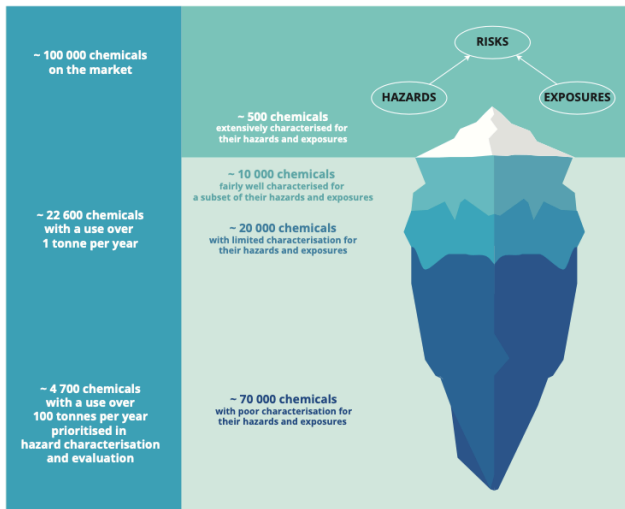 ~ 100 000 chemicals
on the market
~ 22 600 chemicals
with a use over
1 tonne per year
~ 4 700 chemicals
with a use over
100 tonnes per year
prioritised in
hazard characterisation
and evaluation
RISKS
HAZARDS
EXPOSURES
~ 500 chemicals
extensively characterised for
their hazards and exposures
~ 10 000 chemicals
fairly well characterised for
a subset of their hazards and exposures
~ 20 000 chemicals
with limited characterisation for
their hazards and exposures
~ 70 000 chemicals
with poor characterisation for
their hazards and exposures